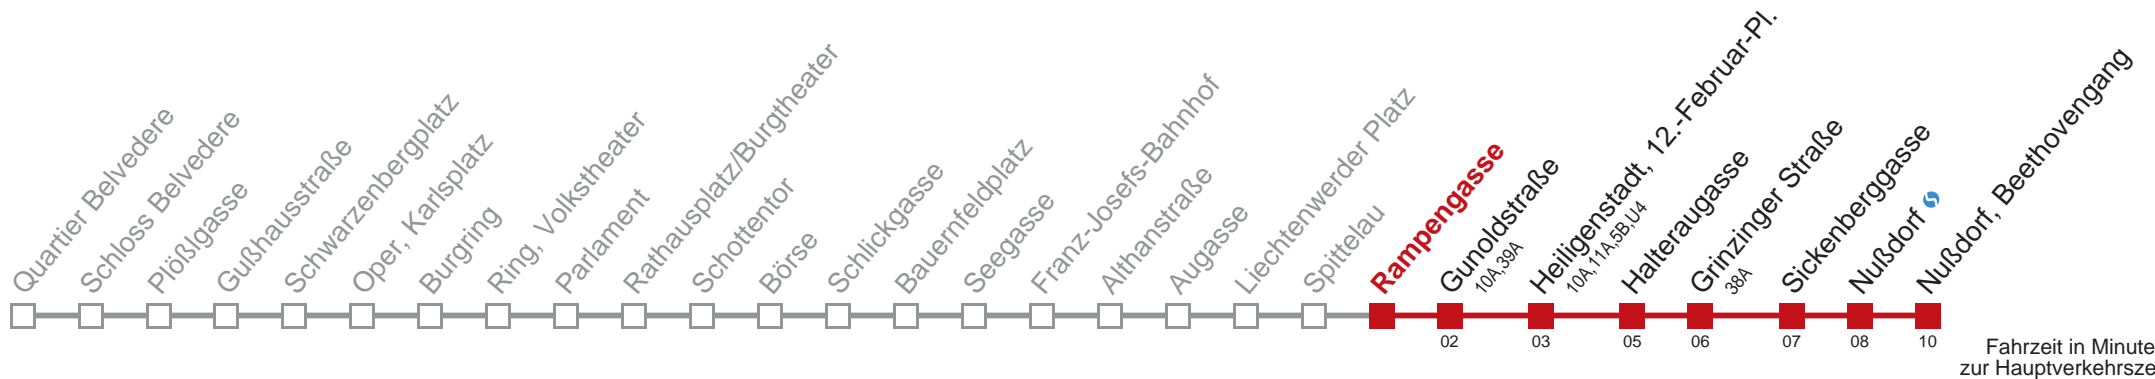 Quartier Belvedere
Schloss Belvedere
Plößlgasse
Gußhausstraße
Schwarzenbergplatz
Oper, Karlsplatz
Burgring
Ring, Volkstheater
Parlament
Rathausplatz/Burgtheater
Schottentor
Börse
Schlickgasse
Bauernfeldplatz
Seegasse
Franz-Josefs-Bahnhof
Althanstraße
Augasse
Liechtenwerder Platz
Spittelau
Rampengasse
Gunoldstraße
10A,39A
Heiligenstadt, 12.-Februar-Pl.
10A,11A,5B,U4
Halteraugasse
Grinzinger Straße
38A
Sickenberggasse
Nußdorf
Nußdorf, Beethovengang
02 03 05 06 07 08 10
Fahrzeit in Minute
zur Hauptverkehrsze